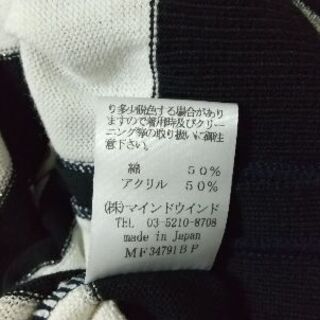 り多少脱色する場合があり
ますので着用時及びクリー
ニング等の取り扱いに御注
意下さい。
綿 50%
アクリル 50%
(株)マインドウインド
TEL 03-5210-8708
made in Japan
MF34791BP